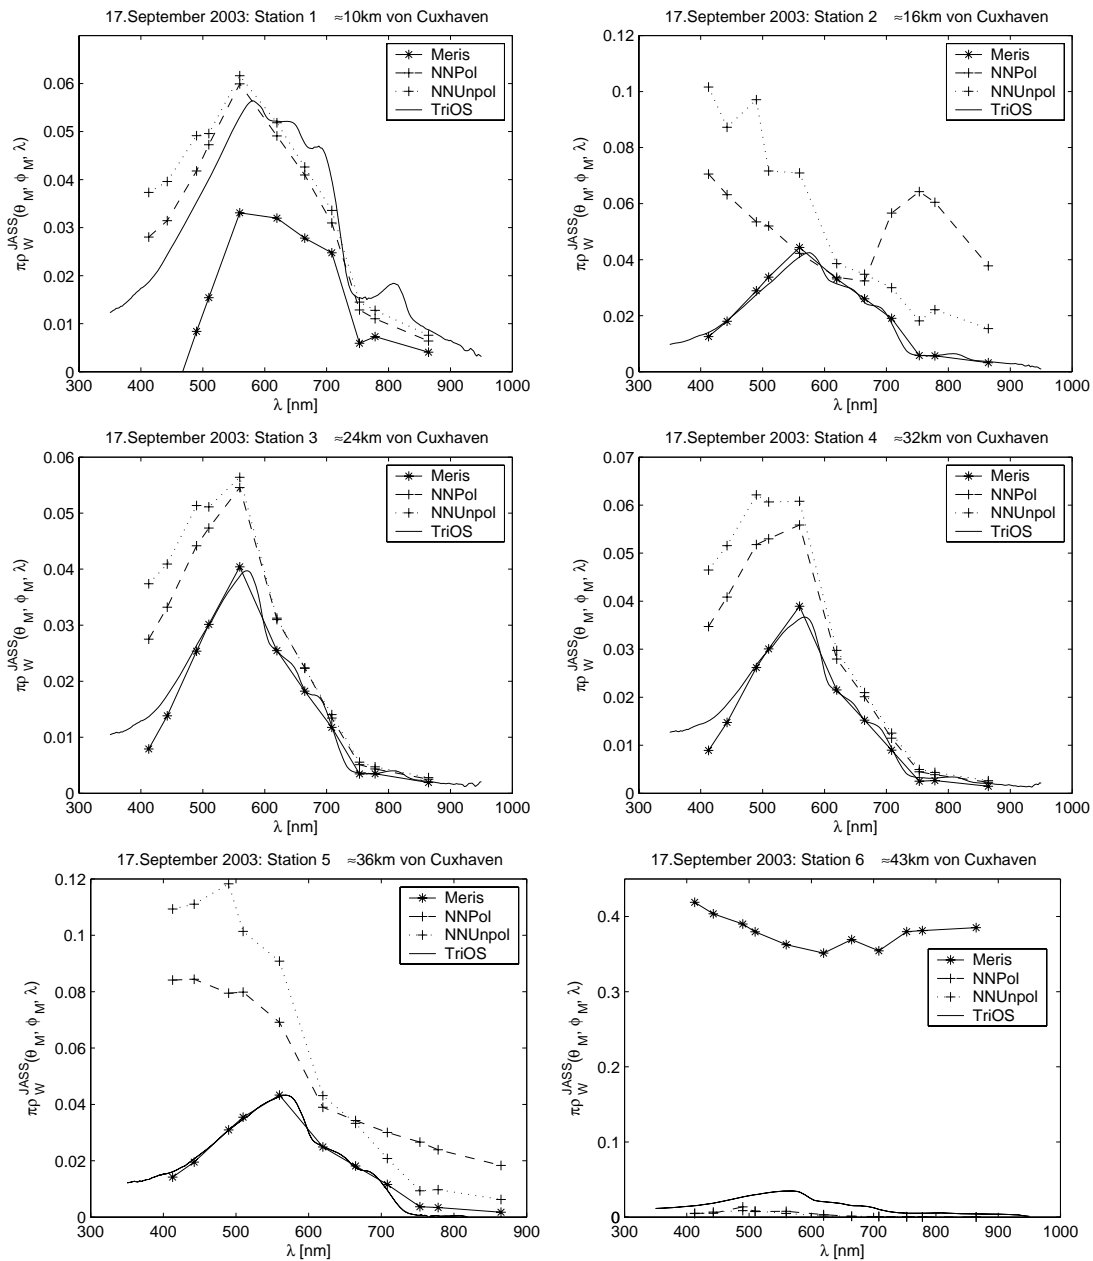 17.September 2003: Station 1 ≈10km von Cuxhaven
Meris
NNPol
NNUnpol
TriOS
0.06
0.05
0.04
0.03
0.02
0.01
0
πρ_W^JASS(θ_M, ϕ_M, λ)
300 400 500 600 700 800 900 1000
λ [nm]
17.September 2003: Station 2 ≈16km von Cuxhaven
Meris
NNPol
NNUnpol
TriOS
0.12
0.1
0.08
0.06
0.04
0.02
0
πρ_W^JASS(θ_M, ϕ_M, λ)
300 400 500 600 700 800 900 1000
λ [nm]
17.September 2003: Station 3 ≈24km von Cuxhaven
Meris
NNPol
NNUnpol
TriOS
0.06
0.05
0.04
0.03
0.02
0.01
0
πρ_W^JASS(θ_M, ϕ_M, λ)
300 400 500 600 700 800 900 1000
λ [nm]
17.September 2003: Station 4 ≈32km von Cuxhaven
Meris
NNPol
NNUnpol
TriOS
0.07
0.06
0.05
0.04
0.03
0.02
0.01
0
πρ_W^JASS(θ_M, ϕ_M, λ)
300 400 500 600 700 800 900 1000
λ [nm]
17.September 2003: Station 5 ≈36km von Cuxhaven
Meris
NNPol
NNUnpol
TriOS
0.12
0.1
0.08
0.06
0.04
0.02
0
πρ_W^JASS(θ_M, ϕ_M, λ)
300 400 500 600 700 800 900
λ [nm]
17.September 2003: Station 6 ≈43km von Cuxhaven
Meris
NNPol
NNUnpol
TriOS
0.4
0.3
0.2
0.1
0
πρ_W^JASS(θ_M, ϕ_M, λ)
300 400 500 600 700 800 900 1000
λ [nm]